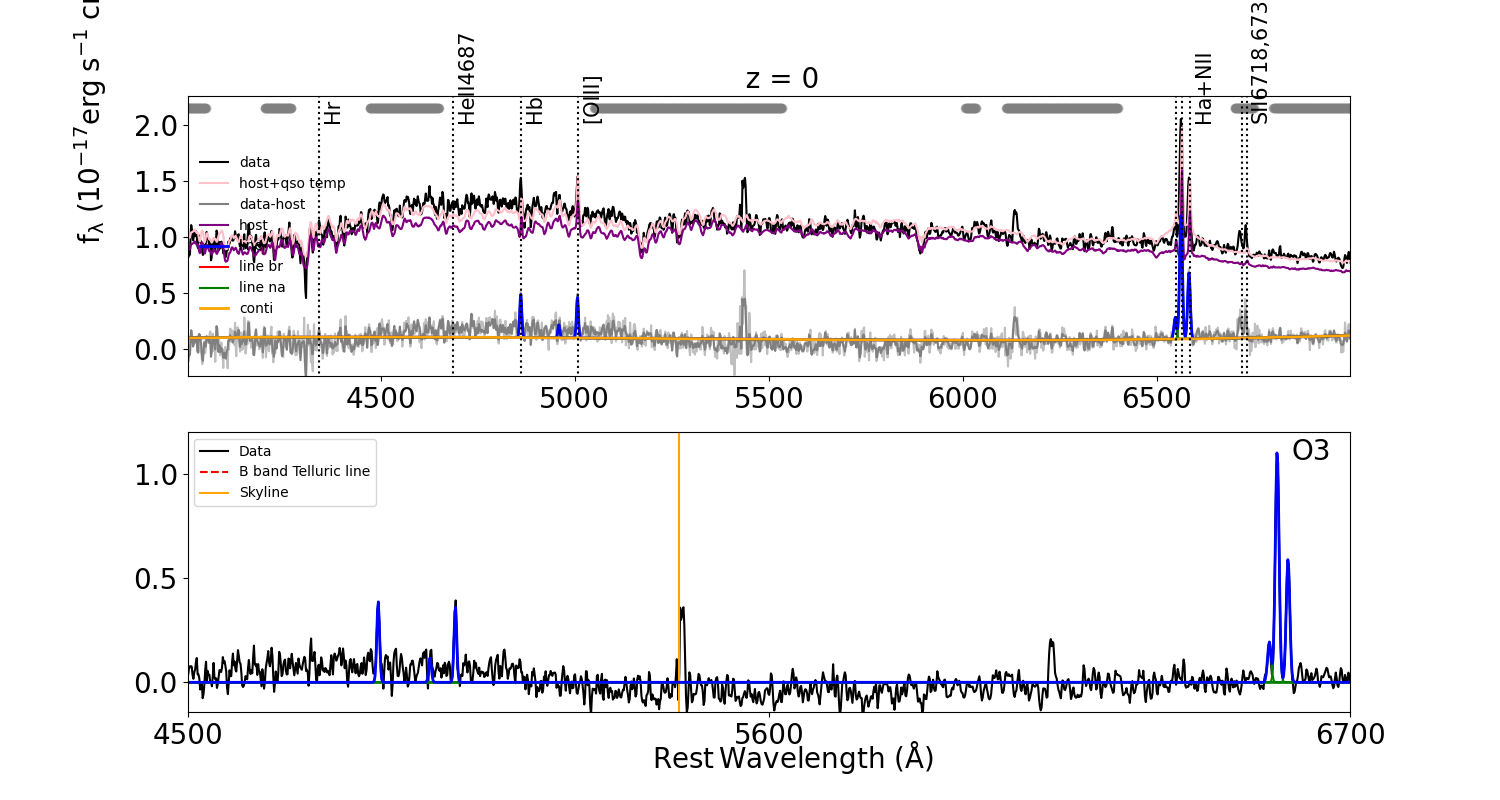 z = 0
f_λ (10^−17 erg s^−1
Hr
HeII4687
Hb
[OIII]
Ha+NII
SII6718,673
2.0
1.5
1.0
0.5
0.0
data
host+qso temp
data-host
host
line br
line na
conti
4500
5000
5500
6000
6500
O3
1.0
0.5
0.0
Data
B band Telluric line
Skyline
4500
5600
6700
Rest Wavelength (Å)